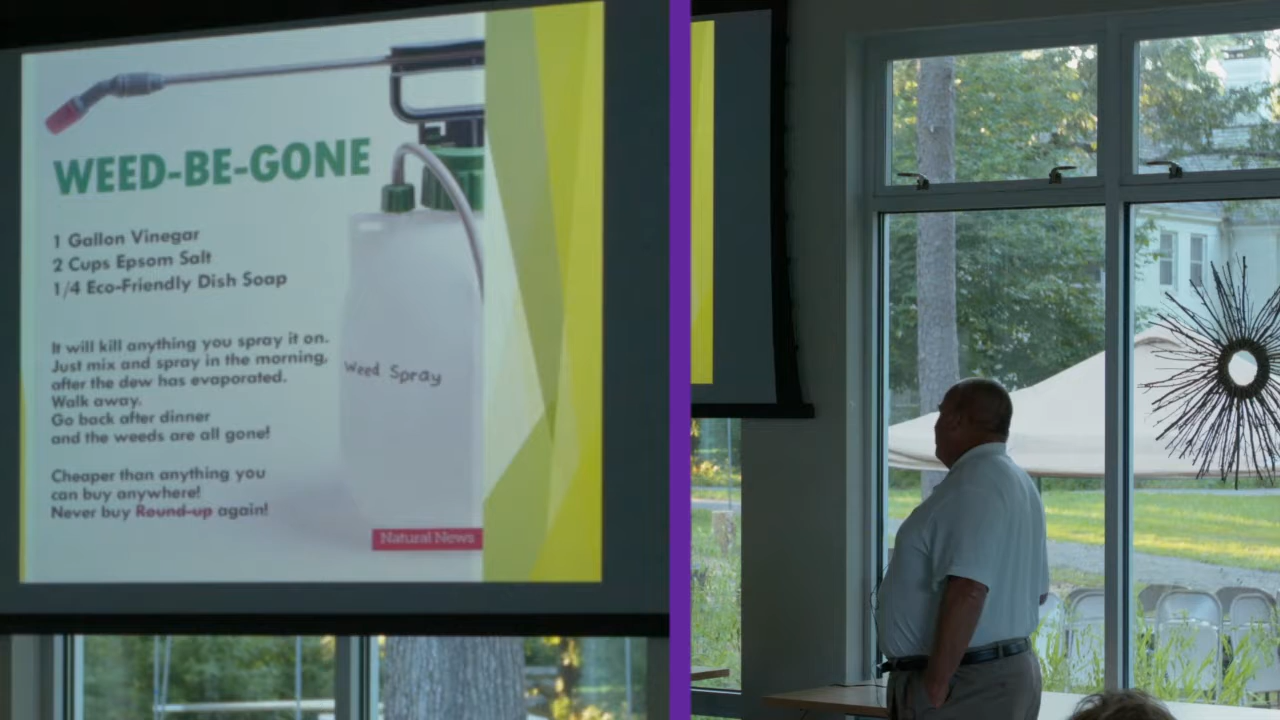 WEED-BE-GONE
1 Gallon Vinegar
2 Cups Epsom Salt
1/4 Eco-Friendly Dish Soap
It will kill anything you spray it on.
Just mix and spray in the morning,
after the dew has evaporated.
Walk away.
Go back after dinner
and the weeds are all gone!
Cheaper than anything you
can buy anywhere!
Never buy Round-up again!
Weed Spray
Natural News